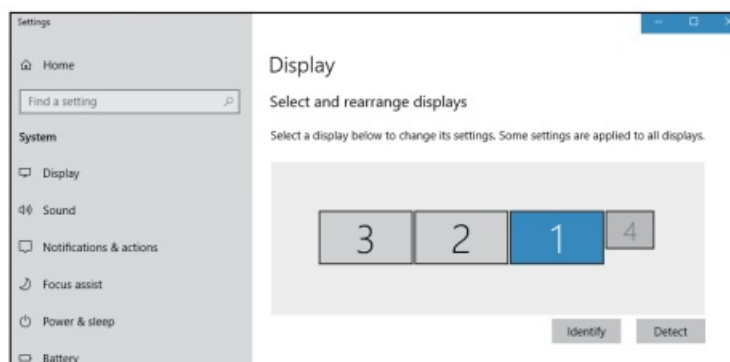 Settings
Home
Find a setting
System
Display
Sound
Notifications & actions
Focus assist
Power & sleep
Battery
Display
Select and rearrange displays
Select a display below to change its settings. Some settings are applied to all displays.
3 2 1 4
Identify Detect